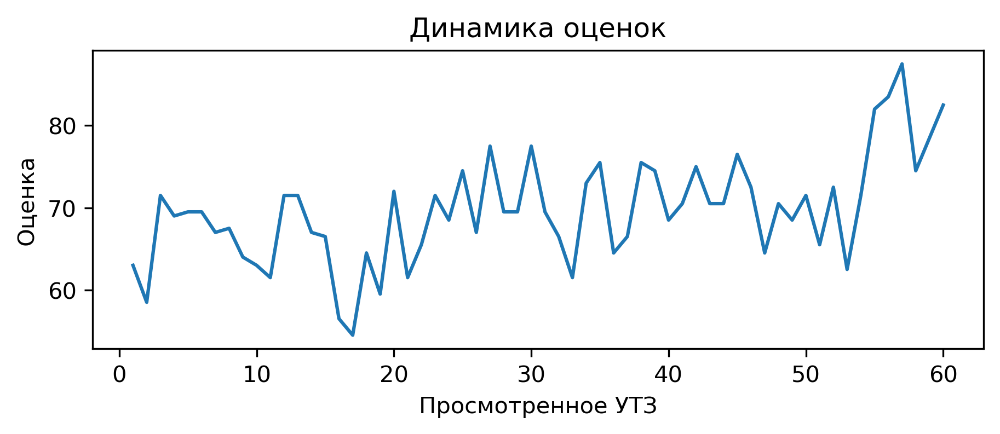 Динамика оценок
Оценка
80
70
60
0 10 20 30 40 50 60
Просмотренное УТЗ